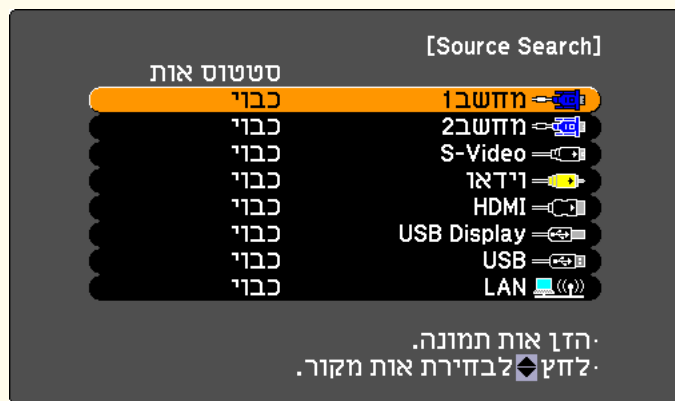 [Source Search]
סטטוס אות
מחשב1 כבוי
מחשב2 כבוי
S-Video כבוי
וידאו כבוי
HDMI כבוי
USB Display כבוי
USB כבוי
LAN כבוי
·הזן אות תמונה.
·לחץ לבחירת אות מקור.